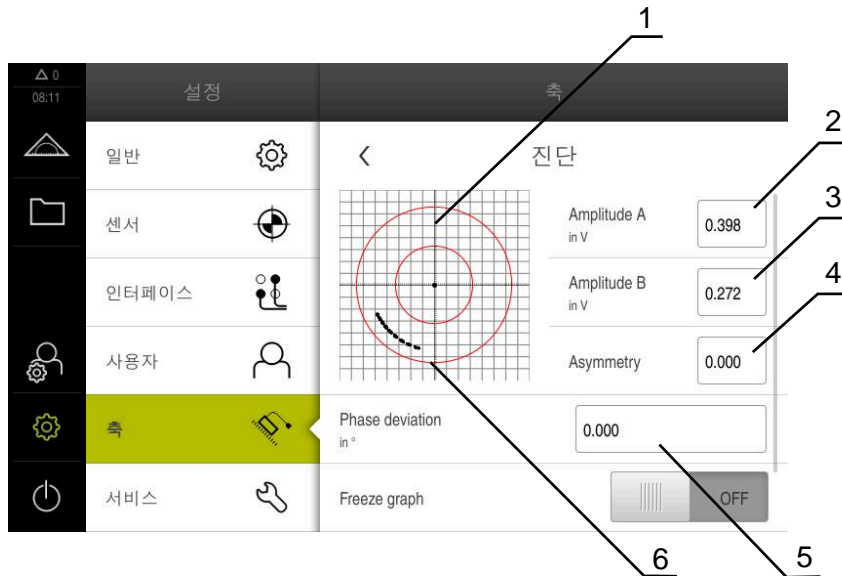 1
△ 0
08:11
설정
축
2
일반
진단
센서
Amplitude A
in V
0.398
3
인터페이스
Amplitude B
in V
0.272
4
사용자
Asymmetry
0.000
축
Phase deviation
in °
0.000
서비스
Freeze graph
OFF
6
5